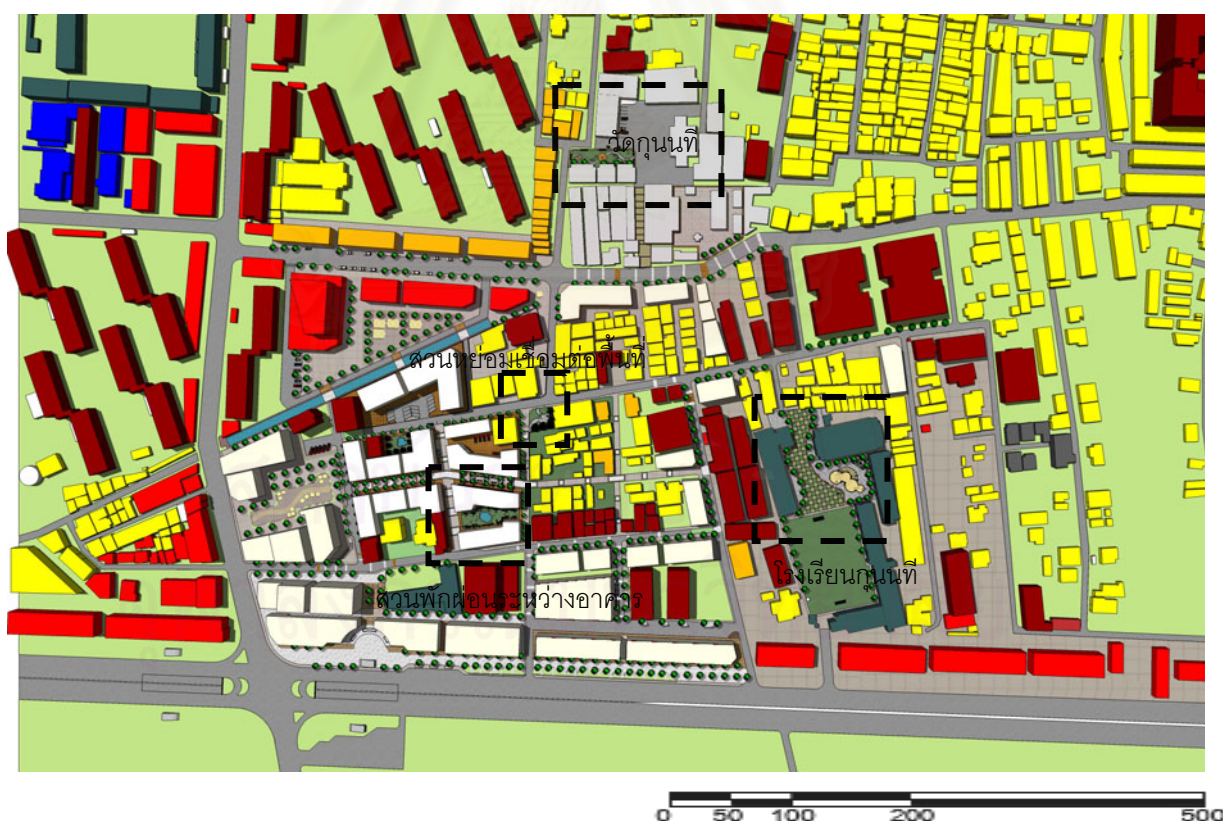 วัดกุนนที
สวนหย่อมเชื่อมต่อพื้นที่
โรงเรียนกุนนที
สวนพักผ่อนระหว่างอาคาร
0 50 100 200 500